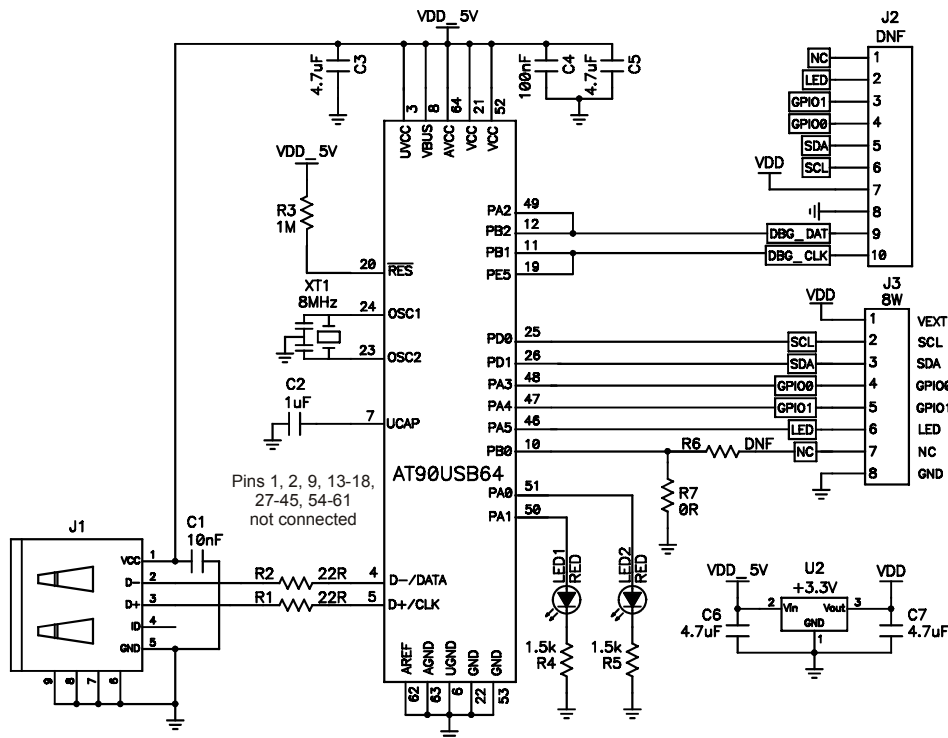 VDD_5V
J2
DNF
NC 1
LED 2
GPIO1 3
GPIO0 4
SDA 5
SCL 6
VDD 7
8
DBG_DAT 9
DBG_CLK 10
4.7uF C3
100nF C4
4.7uF C5
3 8 64 21 52
UVCC VBUS AVCC VCC VCC
VDD_5V
R3
1M
20 RES
XT1
8MHz
24 OSC1
23 OSC2
C2
1uF
7 UCAP
PA2 49
PB2 12
PB1 11
PE5 19
J3
8W
VDD
1 VEXT
PD0 25 SCL 2 SCL
PD1 26 SDA 3 SDA
PA3 48 GPIO0 4 GPIO0
PA4 47 GPIO1 5 GPIO1
PA5 46 LED 6 LED
PB0 10 R6 DNF NC 7 NC
8 GND
AT90USB64
Pins 1, 2, 9, 13-18,
27-45, 54-61
not connected
R7
0R
PA0 51
PA1 50
J1
C1
10nF
VCC 1
D- 2 R2 22R 4 D-/DATA
D+ 3 R1 22R 5 D+/CLK
ID 4
GND 5
9 8 7 6
LED1
RED
LED2
RED
1.5k
R4
1.5k
R5
AREF AGND UGND GND GND
62 63 6 22 53
VDD_5V
U2
+3.3V
VDD
2 Vin Vout 3
GND
1
C6
4.7uF
C7
4.7uF